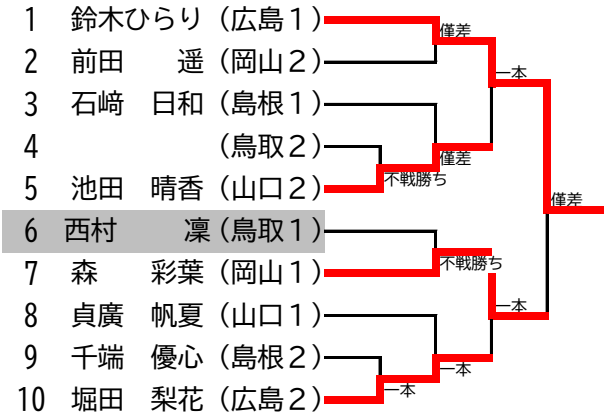 1 鈴木ひらり（広島１）
僅差
2 前田　　遥（岡山２）
一本
3 石﨑　日和（島根１）
4 （鳥取２）
僅差
不戦勝ち
5 池田　晴香（山口２）
僅差
6 西村　　凜（鳥取１）
不戦勝ち
7 森　　彩葉（岡山１）
一本
8 貞廣　帆夏（山口１）
9 千端　優心（島根２）
一本
一本
10 堀田　梨花（広島２）